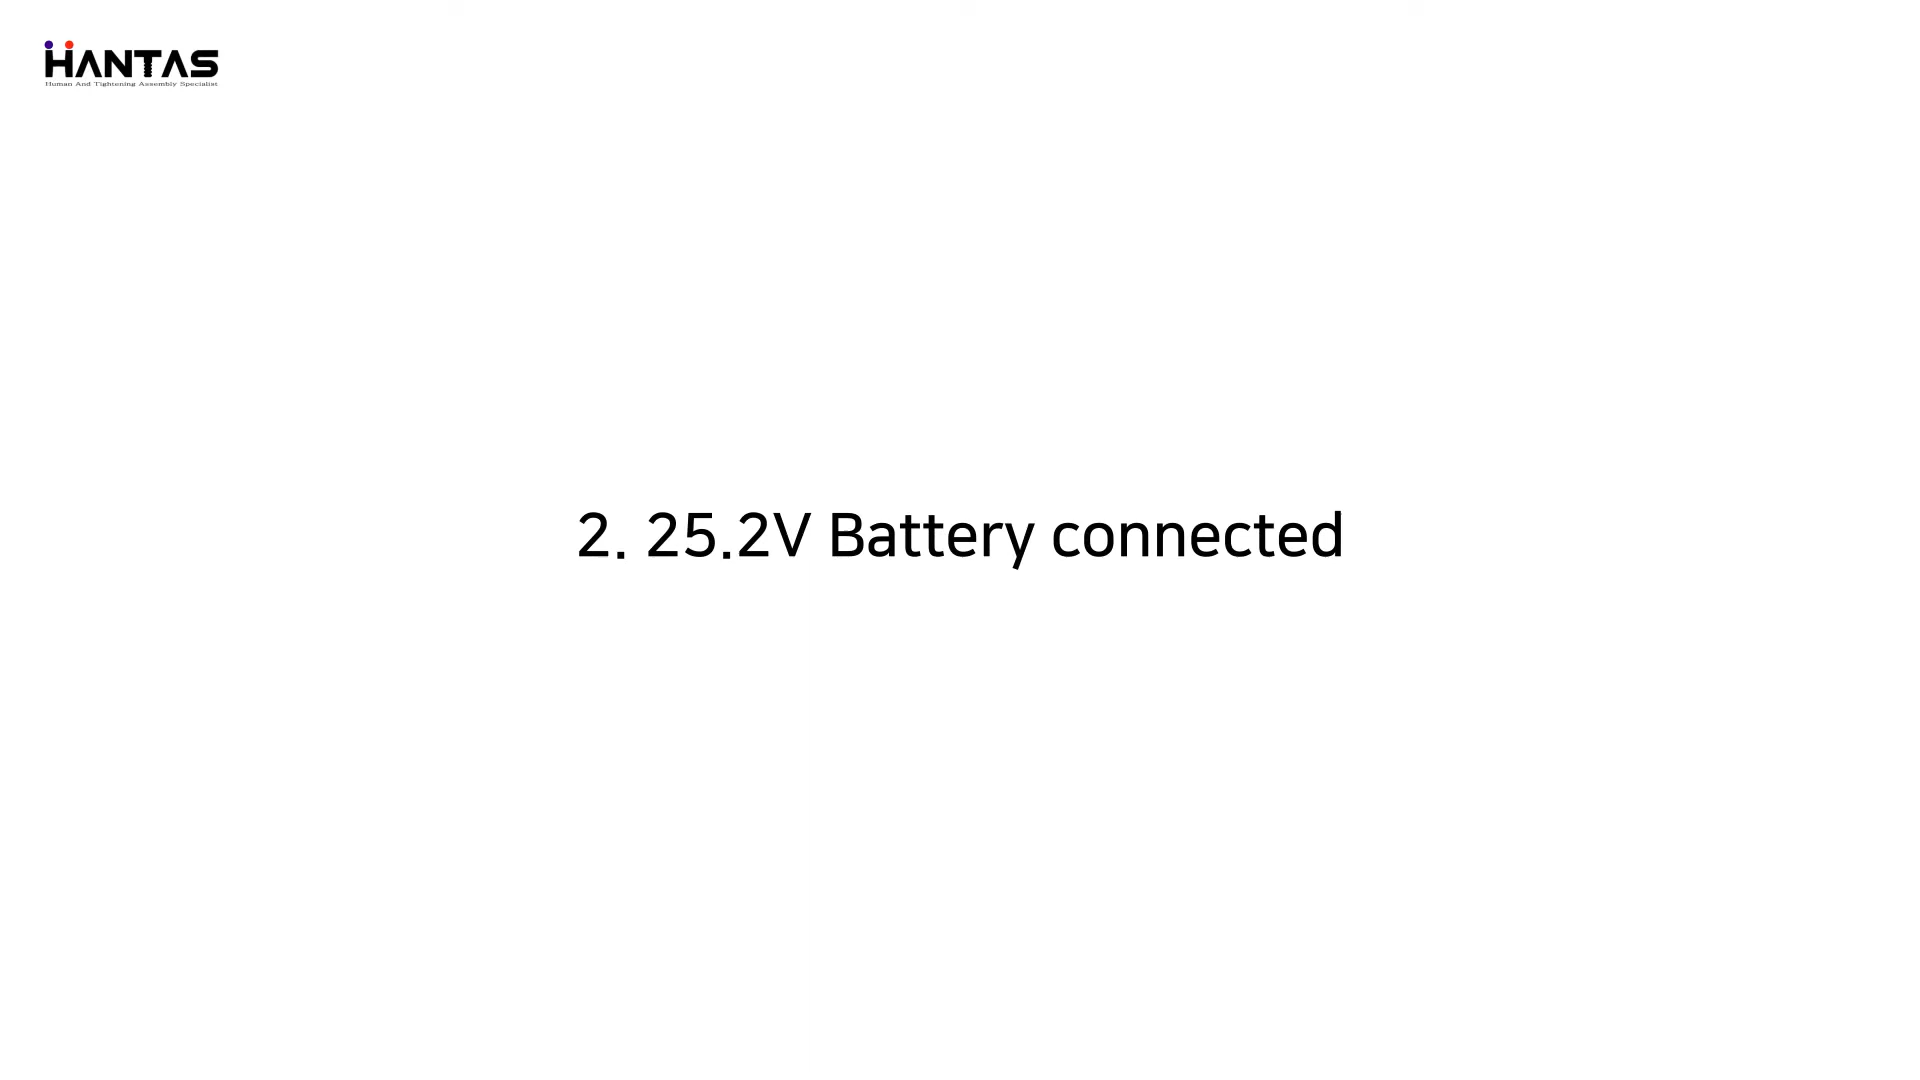 HANTAS
Human And Tightening Assembly Specialist
2. 25.2V Battery connected